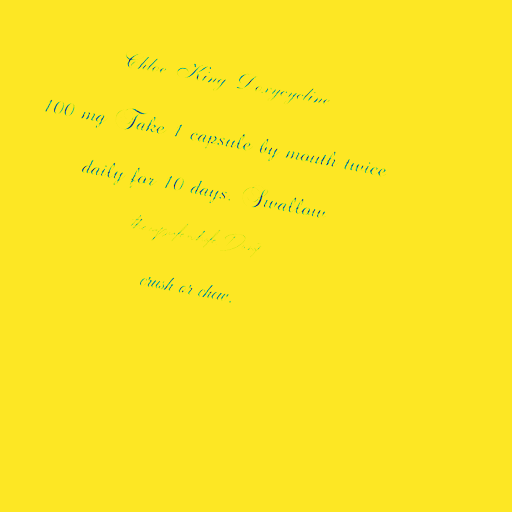 Chloe King Doxycycline
100 mg Take 1 capsule by mouth twice
daily for 10 days. Swallow
crush or chew.